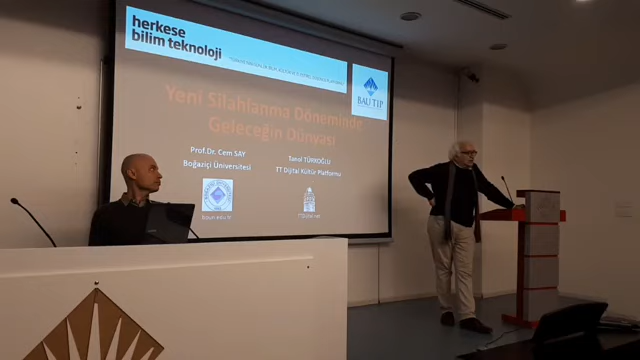 herkese
bilim teknoloji
BAU TIP
Yeni Silahlanma Döneminde
Geleceğin Dünyası
Prof.Dr. Cem SAY
Boğaziçi Üniversitesi
Tanol TÜRKOĞLU
TT Dijital Kültür Platformu